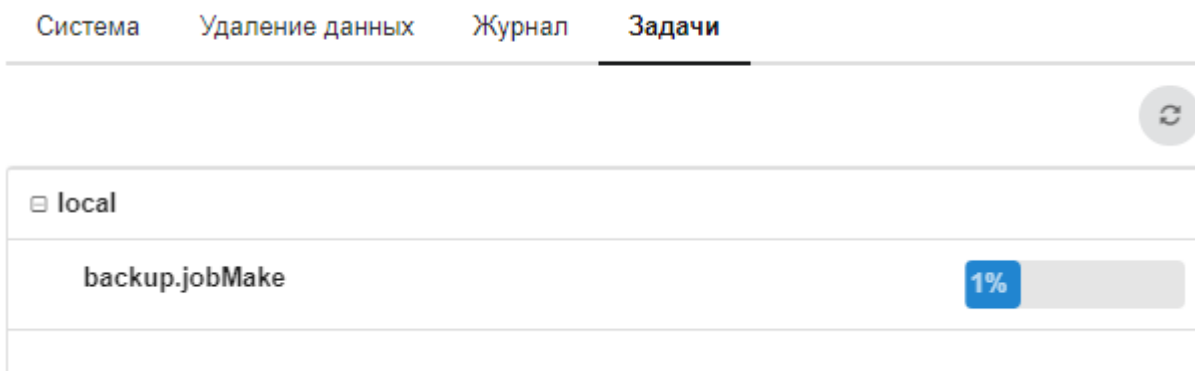 Система Удаление данных Журнал Задачи
local
backup.jobMake 1%